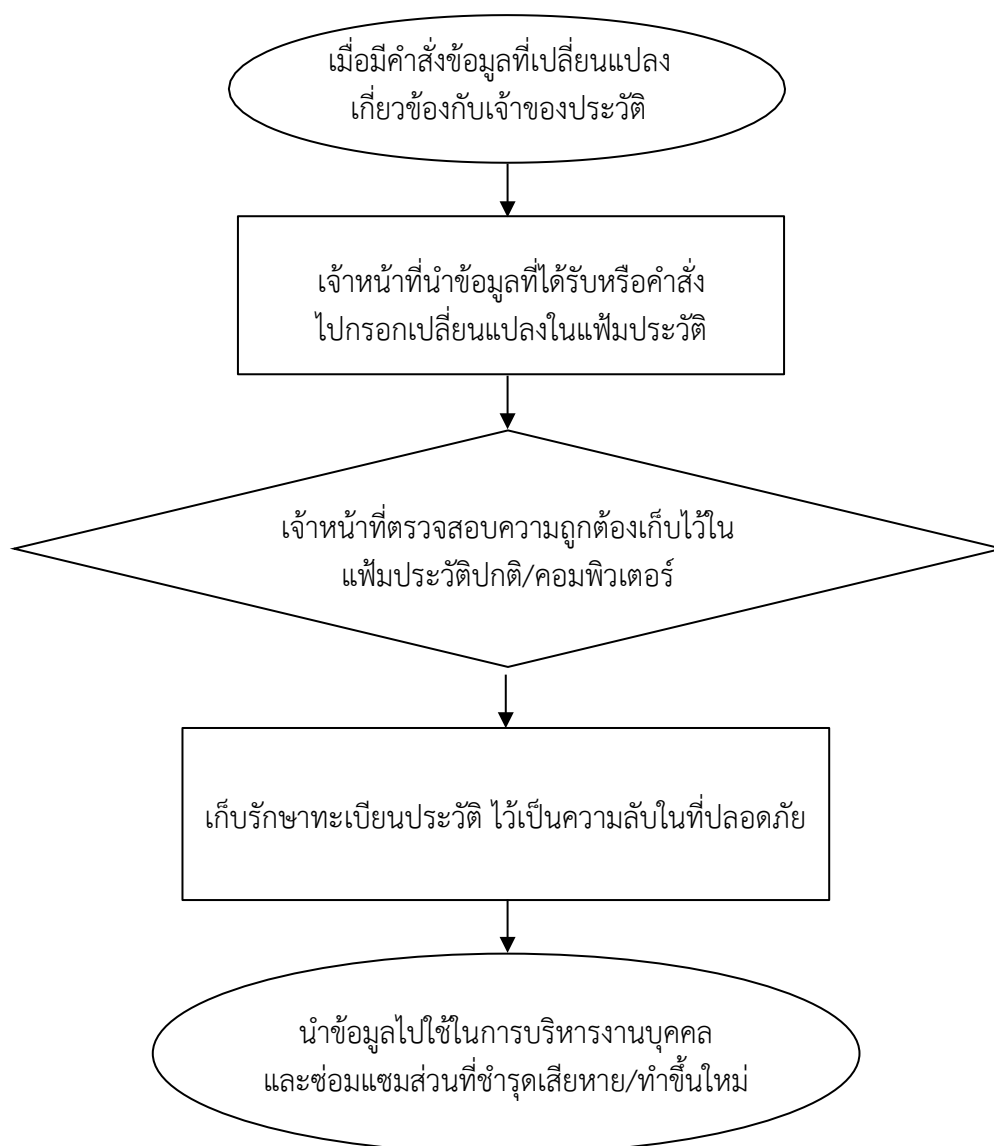 เมื่อมีคำสั่งข้อมูลที่เปลี่ยนแปลง
เกี่ยวข้องกับเจ้าของประวัติ
เจ้าหน้าที่นำข้อมูลที่ได้รับหรือคำสั่ง
ไปกรอกเปลี่ยนแปลงในแฟ้มประวัติ
เจ้าหน้าที่ตรวจสอบความถูกต้องเก็บไว้ใน
แฟ้มประวัติปกติ/คอมพิวเตอร์
เก็บรักษาทะเบียนประวัติ ไว้เป็นความลับในที่ปลอดภัย
นำข้อมูลไปใช้ในการบริหารงานบุคคล
และซ่อมแซมส่วนที่ชำรุดเสียหาย/ทำขึ้นใหม่